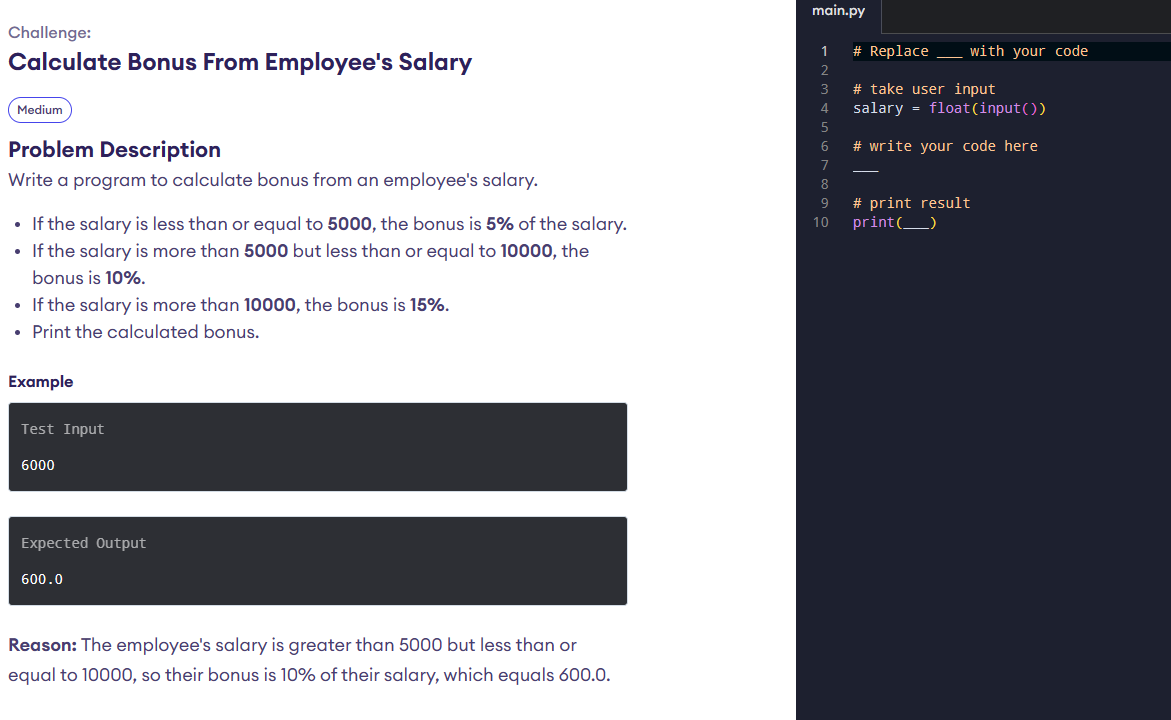 Challenge:
Calculate Bonus From Employee's Salary
Medium
Problem Description
Write a program to calculate bonus from an employee's salary.
• If the salary is less than or equal to 5000, the bonus is 5% of the salary.
• If the salary is more than 5000 but less than or equal to 10000, the
bonus is 10%.
• If the salary is more than 10000, the bonus is 15%.
• Print the calculated bonus.
Example
Test Input
6000
Expected Output
600.0
Reason: The employee's salary is greater than 5000 but less than or
equal to 10000, so their bonus is 10% of their salary, which equals 600.0.
main.py
1 # Replace ___ with your code
2
3 # take user input
4 salary = float(input())
5
6 # write your code here
7 ___
8
9 # print result
10 print(___)